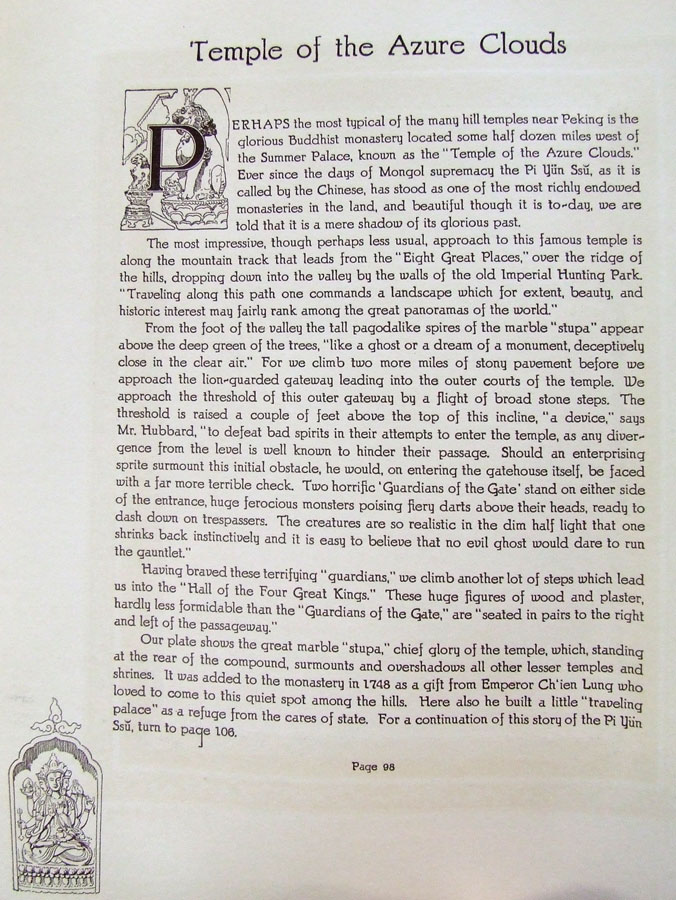 Temple of the Azure Clouds
PERHAPS the most typical of the many hill temples near Peking is the
glorious Buddhist monastery located some half dozen miles west of
the Summer Palace, known as the "Temple of the Azure Clouds."
Ever since the days of Mongol supremacy the Pi Yün Ssŭ, as it is
called by the Chinese, has stood as one of the most richly endowed
monasteries in the land, and beautiful though it is to-day, we are
told that it is a mere shadow of its glorious past.
The most impressive, though perhaps less usual, approach to this famous temple is
along the mountain track that leads from the "Eight Great Places," over the ridge of
the hills, dropping down into the valley by the walls of the old Imperial Hunting Park.
"Traveling along this path one commands a landscape which for extent, beauty, and
historic interest may fairly rank among the great panoramas of the world."
From the foot of the valley the tall pagodalike spires of the marble "stupa" appear
above the deep green of the trees, "like a ghost or a dream of a monument, deceptively
close in the clear air." For we climb two more miles of stony pavement before we
approach the lion-guarded gateway leading into the outer courts of the temple. We
approach the threshold of this outer gateway by a flight of broad stone steps. The
threshold is raised a couple of feet above the top of this incline, "a device," says
Mr. Hubbard, "to defeat bad spirits in their attempts to enter the temple, as any diver-
gence from the level is well known to hinder their passage. Should an enterprising
sprite surmount this initial obstacle, he would, on entering the gatehouse itself, be faced
with a far more terrible check. Two horrific 'Guardians of the Gate' stand on either side
of the entrance, huge ferocious monsters poising fiery darts above their heads, ready to
dash down on trespassers. The creatures are so realistic in the dim half light that one
shrinks back instinctively and it is easy to believe that no evil ghost would dare to run
the gauntlet."
Having braved these terrifying "guardians," we climb another lot of steps which lead
us into the "Hall of the Four Great Kings." These huge figures of wood and plaster,
hardly less formidable than the "Guardians of the Gate," are "seated in pairs to the right
and left of the passageway."
Our plate shows the great marble "stupa," chief glory of the temple, which, standing
at the rear of the compound, surmounts and overshadows all other lesser temples and
shrines. It was added to the monastery in 1748 as a gift from Emperor Ch'ien Lung who
loved to come to this quiet spot among the hills. Here also he built a little "traveling
palace" as a refuge from the cares of state. For a continuation of this story of the Pi Yün
Ssŭ, turn to page 106.
Page 98